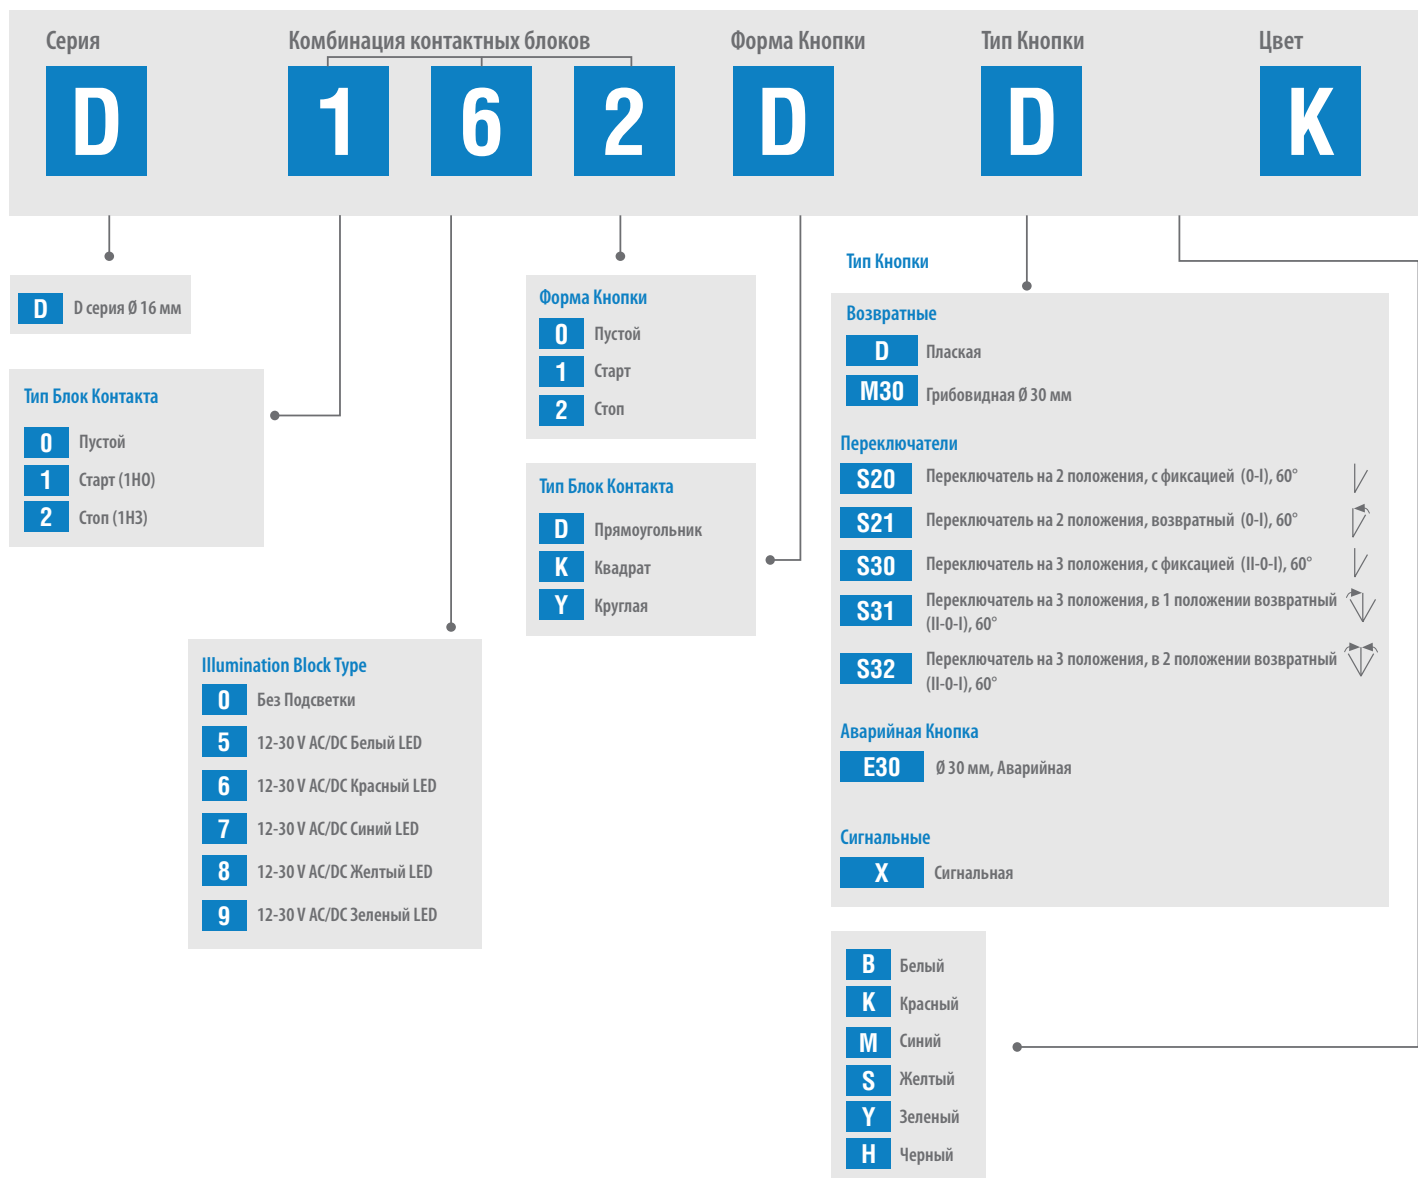 Серия
Комбинация контактных блоков
Форма Кнопки
Тип Кнопки
Цвет
D
1
6
2
D
D
K
D
D серия Ø 16 мм
Тип Блок Контакта
0 Пустой
1 Старт (1НО)
2 Стоп (1НЗ)
Illumination Block Type
0 Без Подсветки
5 12-30 V AC/DC Белый LED
6 12-30 V AC/DC Красный LED
7 12-30 V AC/DC Синий LED
8 12-30 V AC/DC Желтый LED
9 12-30 V AC/DC Зеленый LED
Форма Кнопки
0 Пустой
1 Старт
2 Стоп
Тип Блок Контакта
D Прямоугольник
K Квадрат
Y Круглая
Тип Кнопки
Возвратные
D Плаская
M30 Грибовидная Ø 30 мм
Переключатели
S20 Переключатель на 2 положения, с фиксацией (0-I), 60°
S21 Переключатель на 2 положения, возвратный (0-I), 60°
S30 Переключатель на 3 положения, с фиксацией (II-0-I), 60°
S31 Переключатель на 3 положения, в 1 положении возвратный
(II-0-I), 60°
S32 Переключатель на 3 положения, в 2 положении возвратный
(II-0-I), 60°
Аварийная Кнопка
E30 Ø 30 мм, Аварийная
Сигнальные
X Сигнальная
B Белый
K Красный
M Синий
S Желтый
Y Зеленый
H Черный